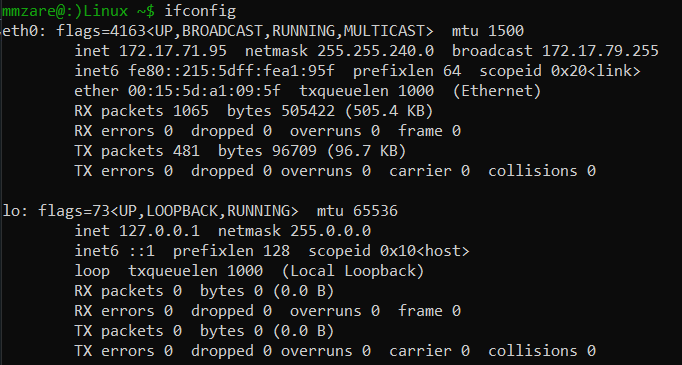 mmzare@:)Linux ~$ ifconfig
eth0: flags=4163<UP,BROADCAST,RUNNING,MULTICAST>  mtu 1500
        inet 172.17.71.95  netmask 255.255.240.0  broadcast 172.17.79.255
        inet6 fe80::215:5dff:fea1:95f  prefixlen 64  scopeid 0x20<link>
        ether 00:15:5d:a1:09:5f  txqueuelen 1000  (Ethernet)
        RX packets 1065  bytes 505422 (505.4 KB)
        RX errors 0  dropped 0  overruns 0  frame 0
        TX packets 481  bytes 96709 (96.7 KB)
        TX errors 0  dropped 0 overruns 0  carrier 0  collisions 0

lo: flags=73<UP,LOOPBACK,RUNNING>  mtu 65536
        inet 127.0.0.1  netmask 255.0.0.0
        inet6 ::1  prefixlen 128  scopeid 0x10<host>
        loop  txqueuelen 1000  (Local Loopback)
        RX packets 0  bytes 0 (0.0 B)
        RX errors 0  dropped 0  overruns 0  frame 0
        TX packets 0  bytes 0 (0.0 B)
        TX errors 0  dropped 0 overruns 0  carrier 0  collisions 0